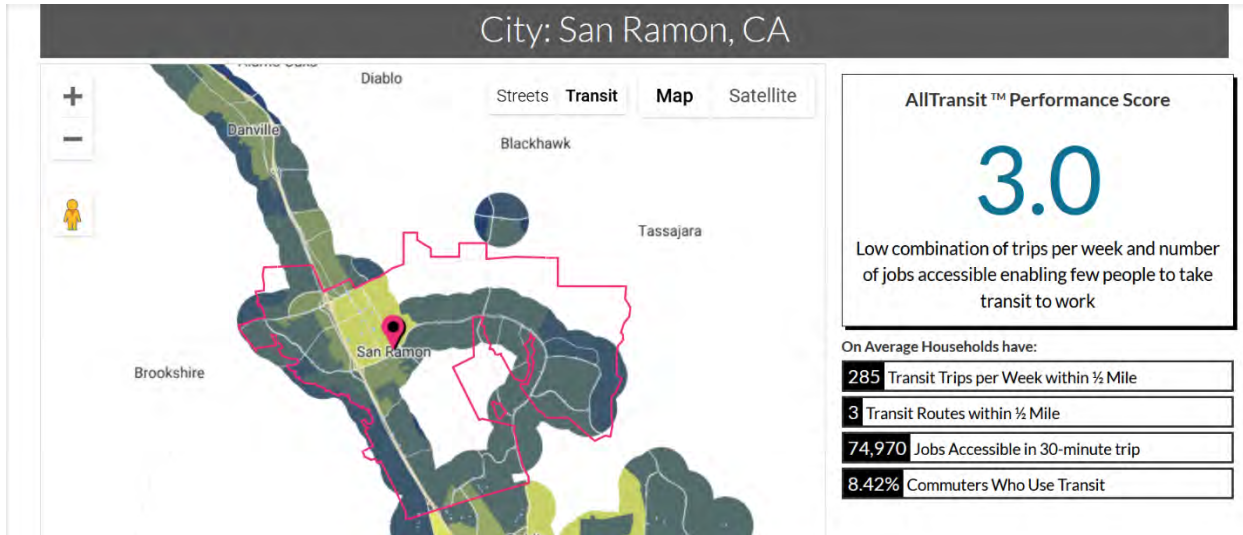 City: San Ramon, CA
Diablo
+
−
Streets Transit
Map Satellite
Danville
Blackhawk
Tassajara
San Ramon
Brookshire
AllTransit ™ Performance Score
3.0
Low combination of trips per week and number
of jobs accessible enabling few people to take
transit to work
On Average Households have:
285 Transit Trips per Week within ½ Mile
3 Transit Routes within ½ Mile
74,970 Jobs Accessible in 30-minute trip
8.42% Commuters Who Use Transit